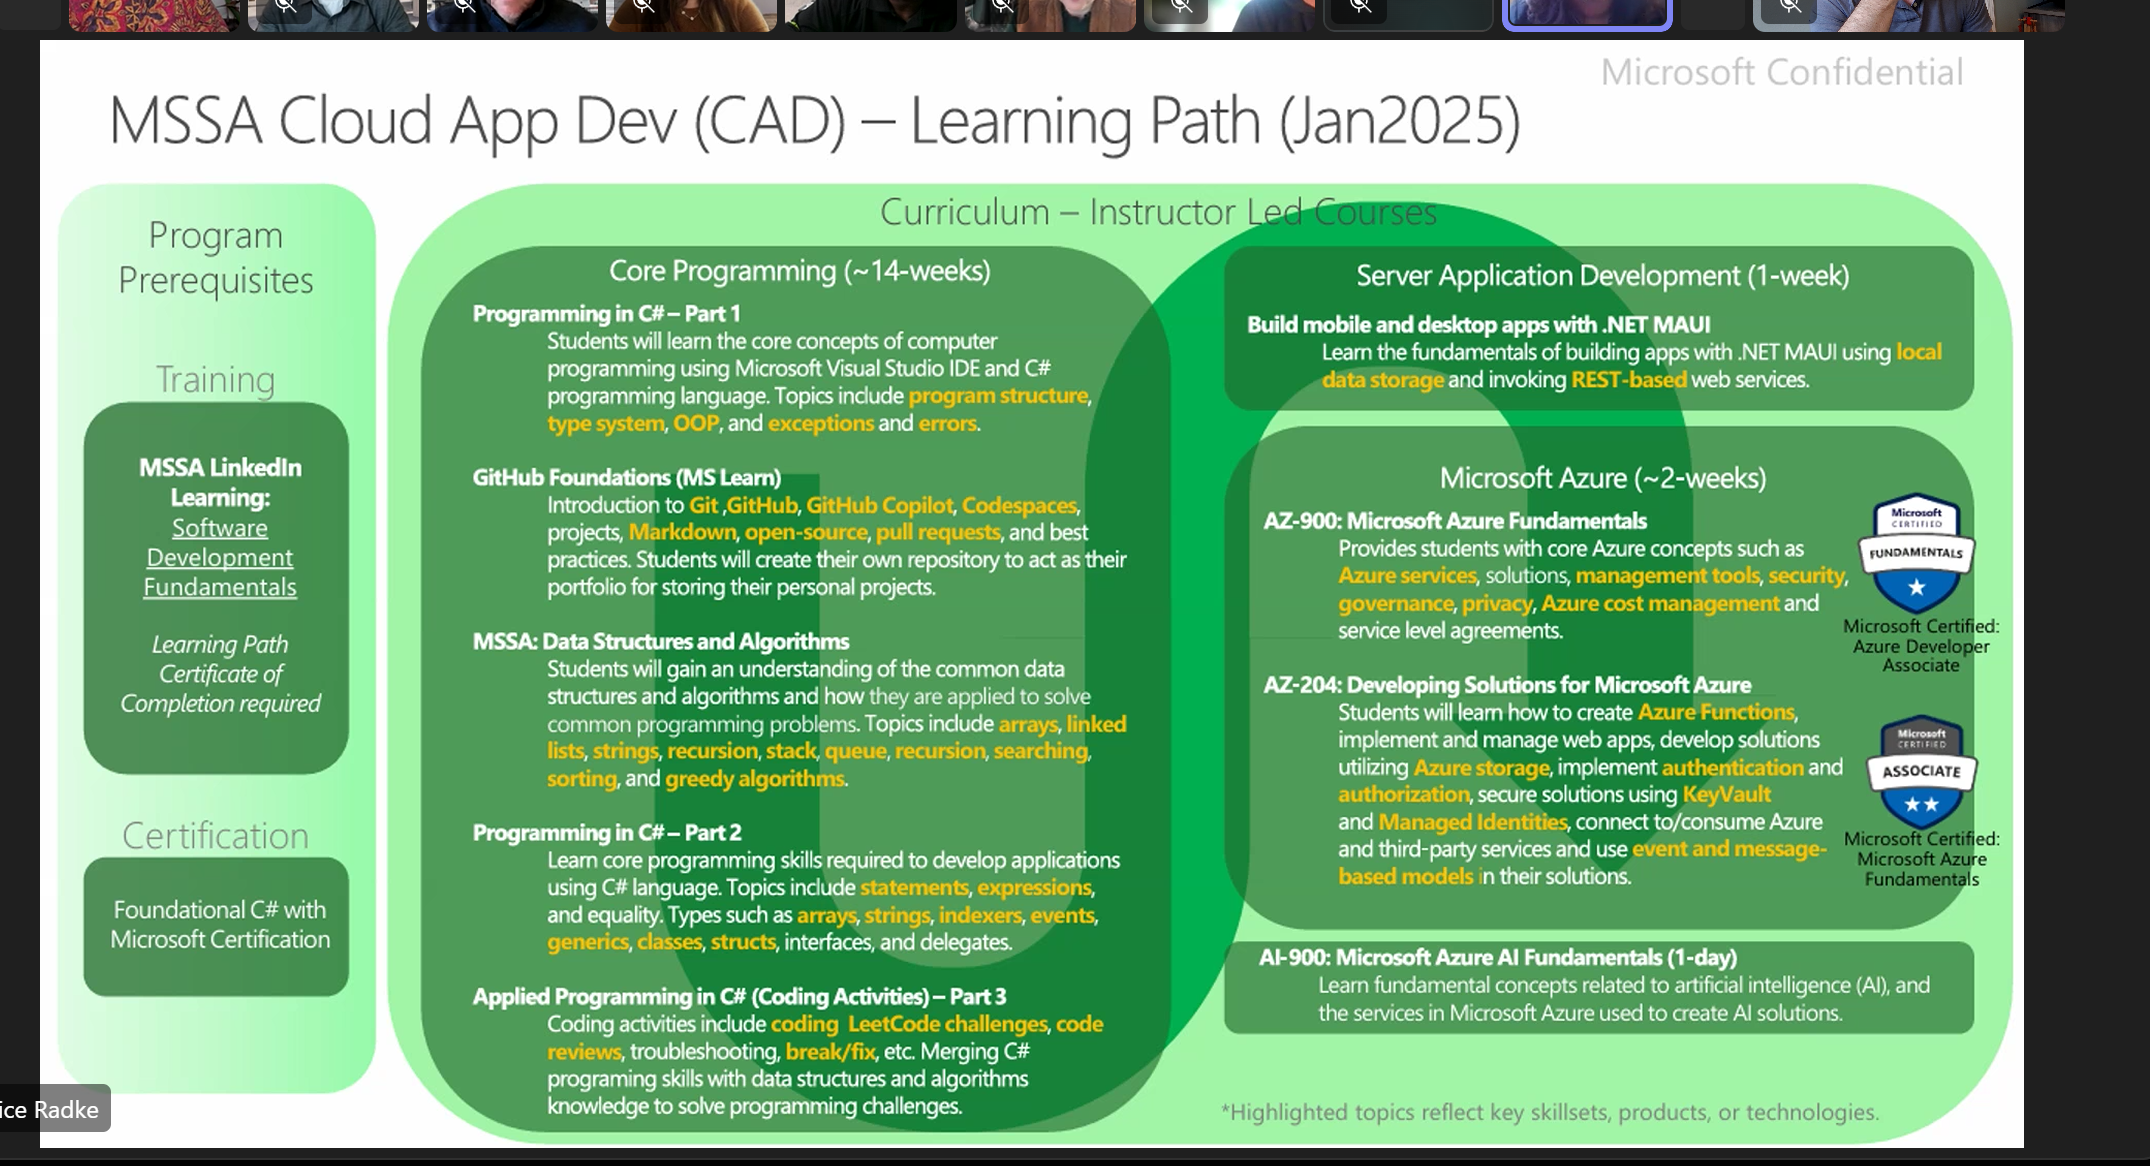 Microsoft Confidential
MSSA Cloud App Dev (CAD) – Learning Path (Jan2025)
Program
Prerequisites
Training
MSSA LinkedIn
Learning:
Software
Development
Fundamentals
Learning Path
Certificate of
Completion required
Certification
Foundational C# with
Microsoft Certification
Curriculum – Instructor Led Courses
Core Programming (~14-weeks)
Programming in C# – Part 1
Students will learn the core concepts of computer
programming using Microsoft Visual Studio IDE and C#
programming language. Topics include program structure,
type system, OOP, and exceptions and errors.
GitHub Foundations (MS Learn)
Introduction to Git ,GitHub, GitHub Copilot, Codespaces,
projects, Markdown, open-source, pull requests, and best
practices. Students will create their own repository to act as their
portfolio for storing their personal projects.
MSSA: Data Structures and Algorithms
Students will gain an understanding of the common data
structures and algorithms and how they are applied to solve
common programming problems. Topics include arrays, linked
lists, strings, recursion, stack, queue, recursion, searching,
sorting, and greedy algorithms.
Programming in C# – Part 2
Learn core programming skills required to develop applications
using C# language. Topics include statements, expressions,
and equality. Types such as arrays, strings, indexers, events,
generics, classes, structs, interfaces, and delegates.
Applied Programming in C# (Coding Activities) – Part 3
Coding activities include coding LeetCode challenges, code
reviews, troubleshooting, break/fix, etc. Merging C#
programing skills with data structures and algorithms
knowledge to solve programming challenges.
Server Application Development (1-week)
Build mobile and desktop apps with .NET MAUI
Learn the fundamentals of building apps with .NET MAUI using local
data storage and invoking REST-based web services.
Microsoft Azure (~2-weeks)
AZ-900: Microsoft Azure Fundamentals
Provides students with core Azure concepts such as
Azure services, solutions, management tools, security,
governance, privacy, Azure cost management and
service level agreements.
Microsoft
CERTIFIED
FUNDAMENTALS
Microsoft Certified:
Azure Developer
Associate
AZ-204: Developing Solutions for Microsoft Azure
Students will learn how to create Azure Functions,
implement and manage web apps, develop solutions
utilizing Azure storage, implement authentication and
authorization, secure solutions using KeyVault
and Managed Identities, connect to/consume Azure
and third-party services and use event and message-
based models in their solutions.
Microsoft
CERTIFIED
ASSOCIATE
Microsoft Certified:
Microsoft Azure
Fundamentals
AI-900: Microsoft Azure AI Fundamentals (1-day)
Learn fundamental concepts related to artificial intelligence (AI), and
the services in Microsoft Azure used to create AI solutions.
*Highlighted topics reflect key skillsets, products, or technologies.
ice Radke